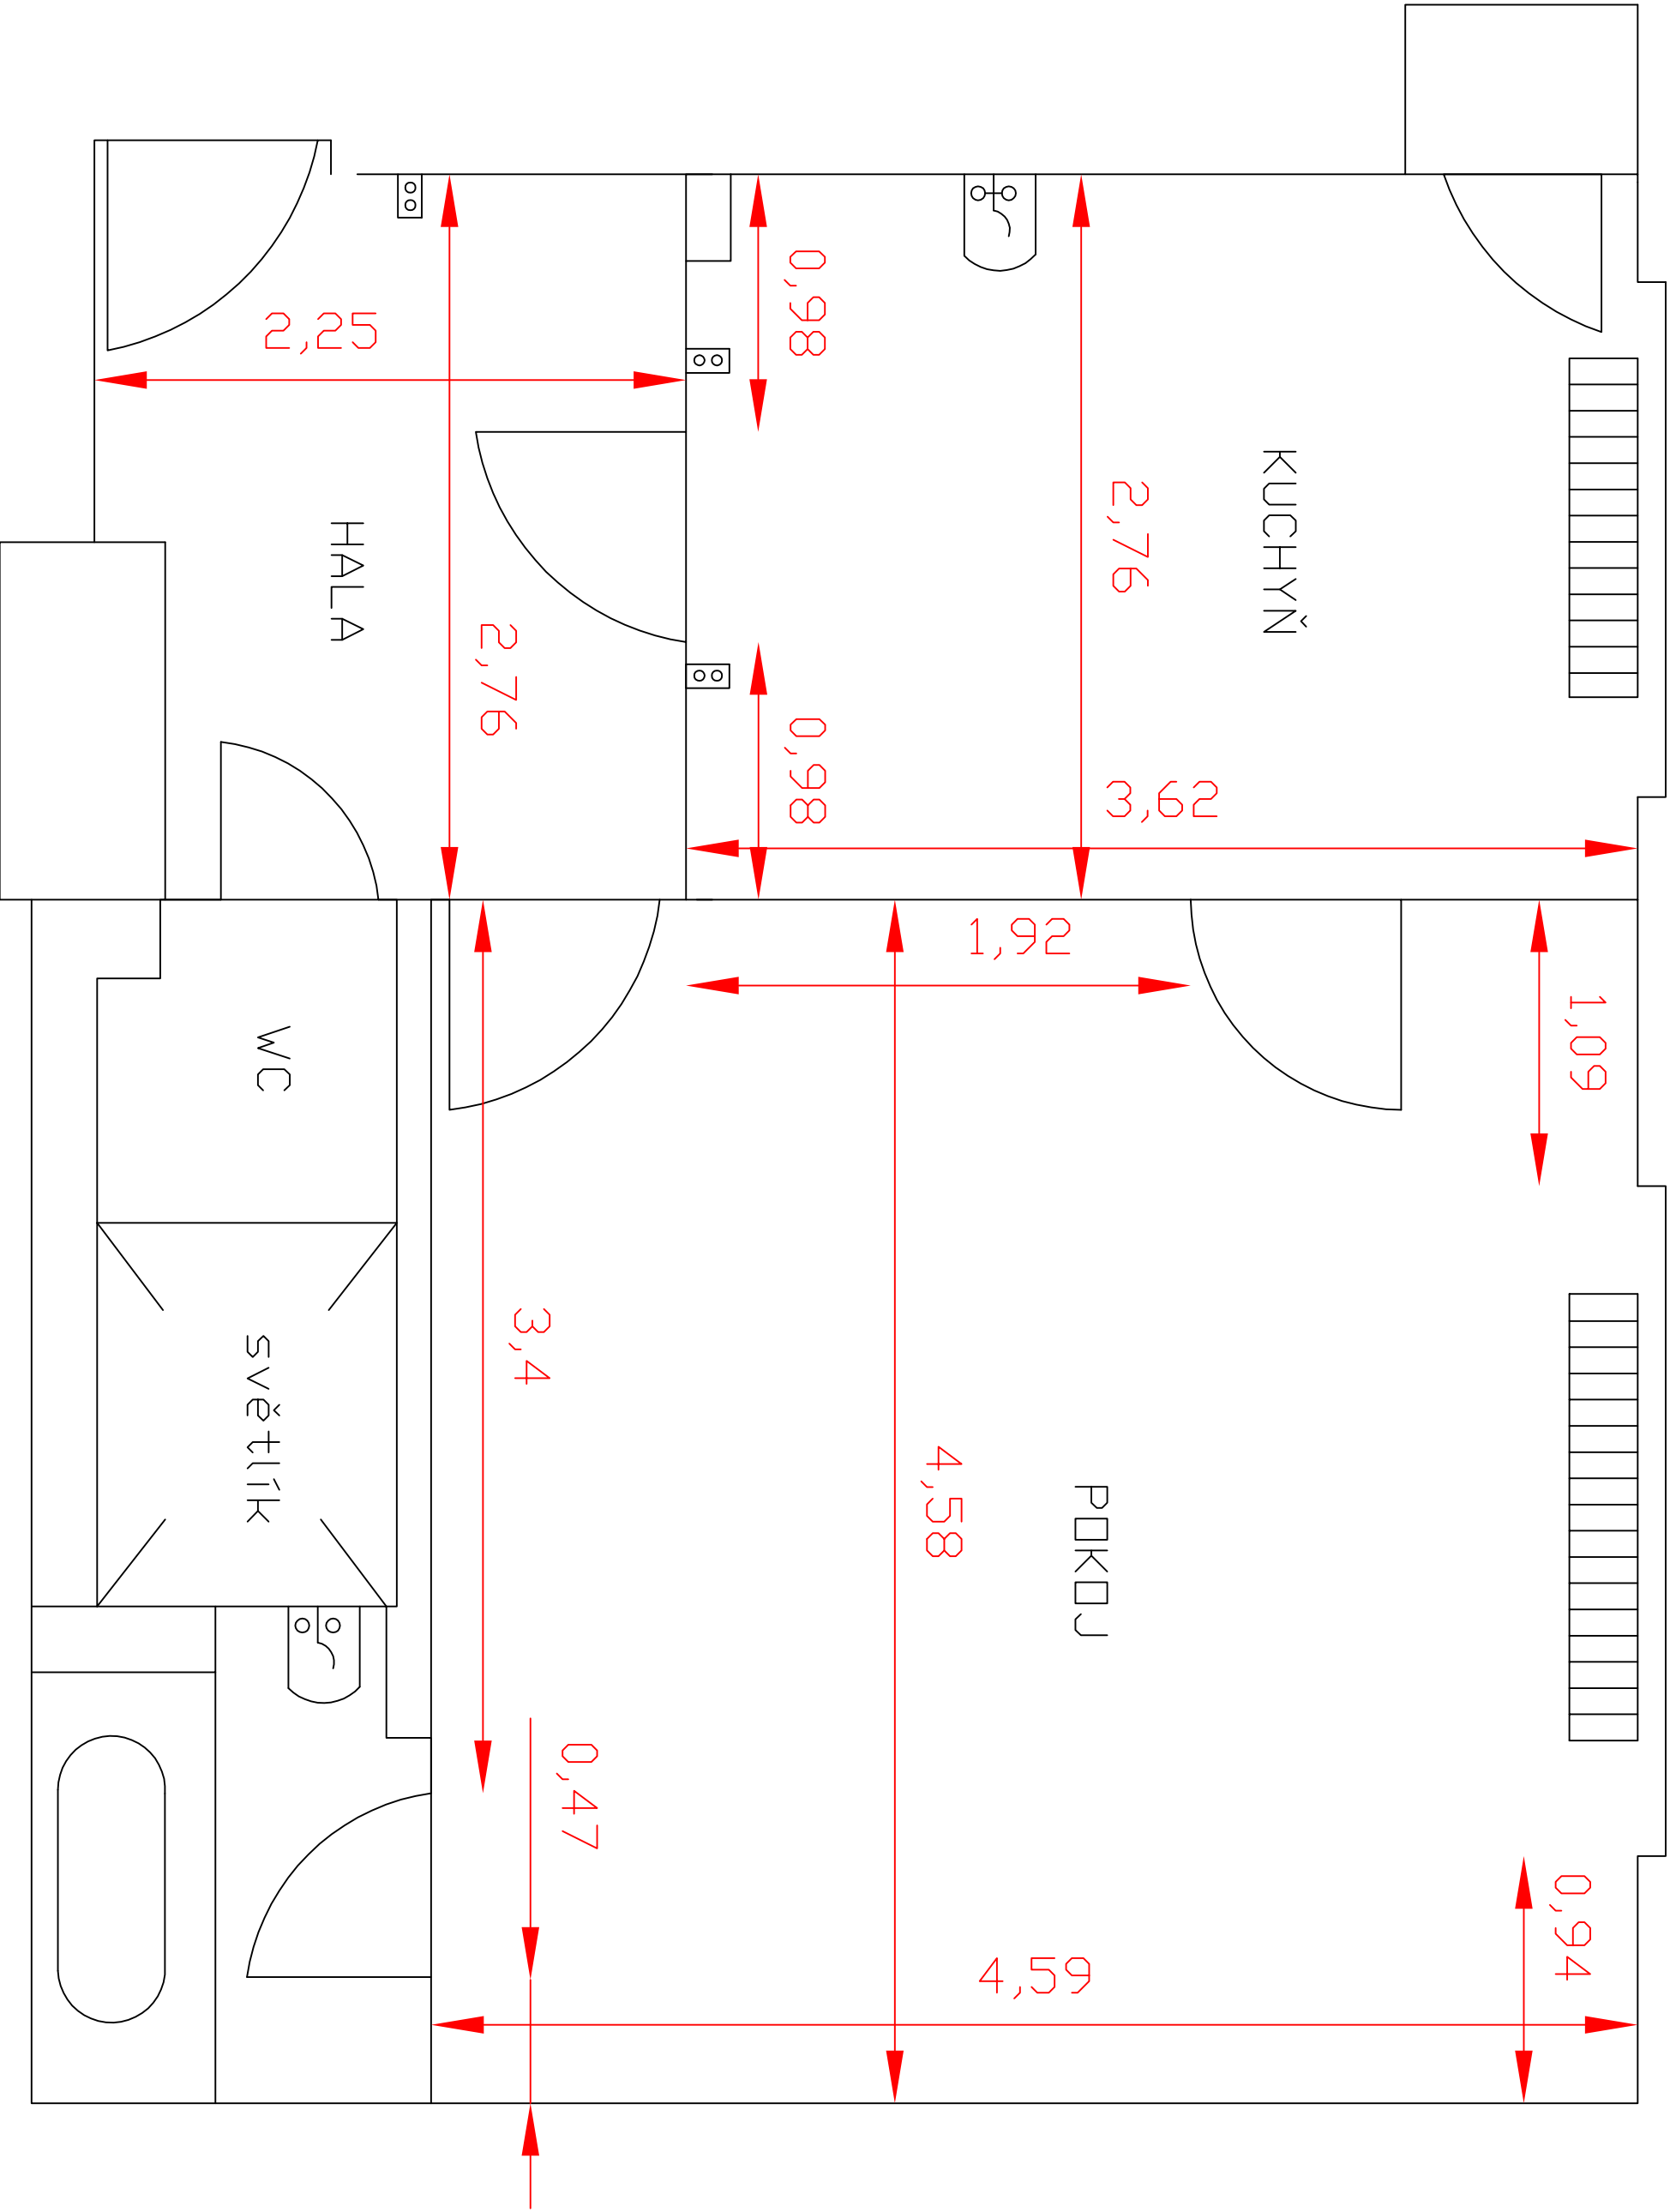 2,25
0,98
KUCHYŇ
2,76
HALA
2,76
0,98
3,62
1,92
1,09
WC
3,4
světlík
4,58
POKOJ
0,47
0,94
4,59